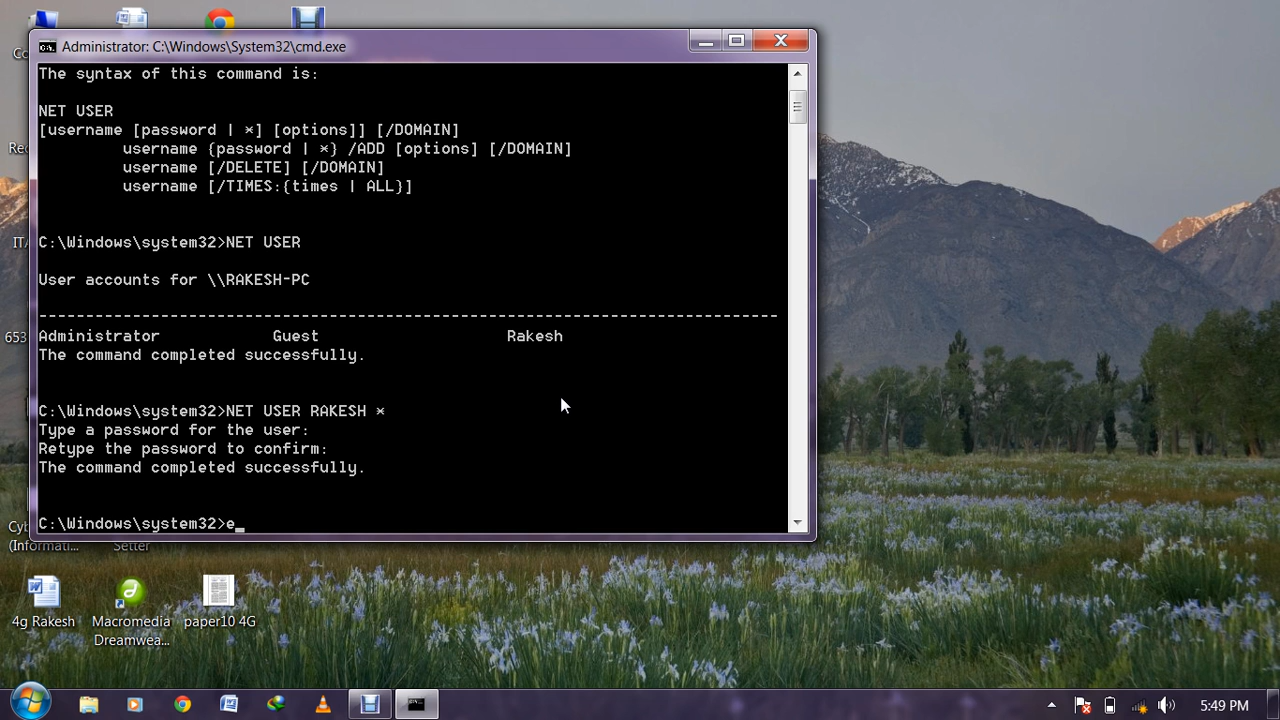 Administrator: C:\Windows\System32\cmd.exe
The syntax of this command is:
NET USER
[username [password | *] [options]] [/DOMAIN]
username {password | *} /ADD [options] [/DOMAIN]
username [/DELETE] [/DOMAIN]
username [/TIMES:{times | ALL}]
C:\Windows\system32>NET USER
User accounts for \\RAKESH-PC
-------------------------------------------------------------------------------
Administrator Guest Rakesh
The command completed successfully.
C:\Windows\system32>NET USER RAKESH *
Type a password for the user:
Retype the password to confirm:
The command completed successfully.
C:\Windows\system32>e_
(Informati... Setter
4g Rakesh Macromedia paper10 4G
Dreamwea...
5:49 PM